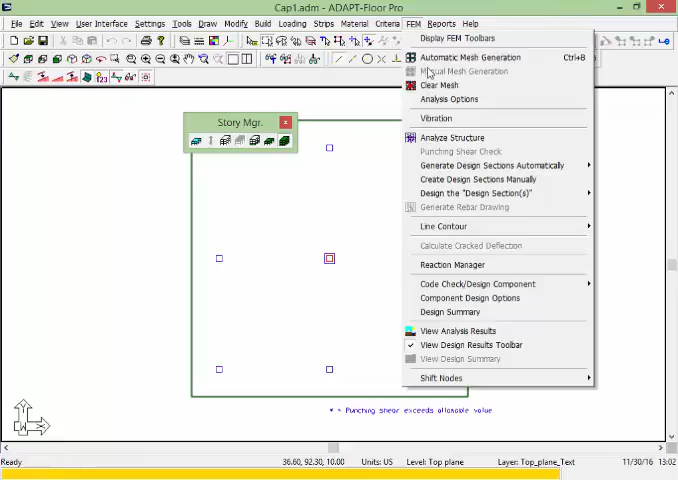 Cap1.adm - ADAPT-Floor Pro
File Edit View User Interface Settings Tools Draw Modify Build Loading Strips Material Criteria FEM Reports Help
Story Mgr.
Display FEM Toolbars
Automatic Mesh Generation Ctrl+B
Manual Mesh Generation
Clear Mesh
Analysis Options
Vibration
Analyze Structure
Punching Shear Check
Generate Design Sections Automatically
Create Design Sections Manually
Design the "Design Section(s)"
Generate Rebar Drawing
Line Contour
Calculate Cracked Deflection
Reaction Manager
Code Check/Design Component
Component Design Options
Design Summary
View Analysis Results
View Design Results Toolbar
View Design Summary
Shift Nodes
* = Punching shear exceeds allowable value
Y
W X
Ready 36.60, 92.30, 10.00 Units: US Level: Top plane Layer: Top_plane_Text 11/30/16 13:02